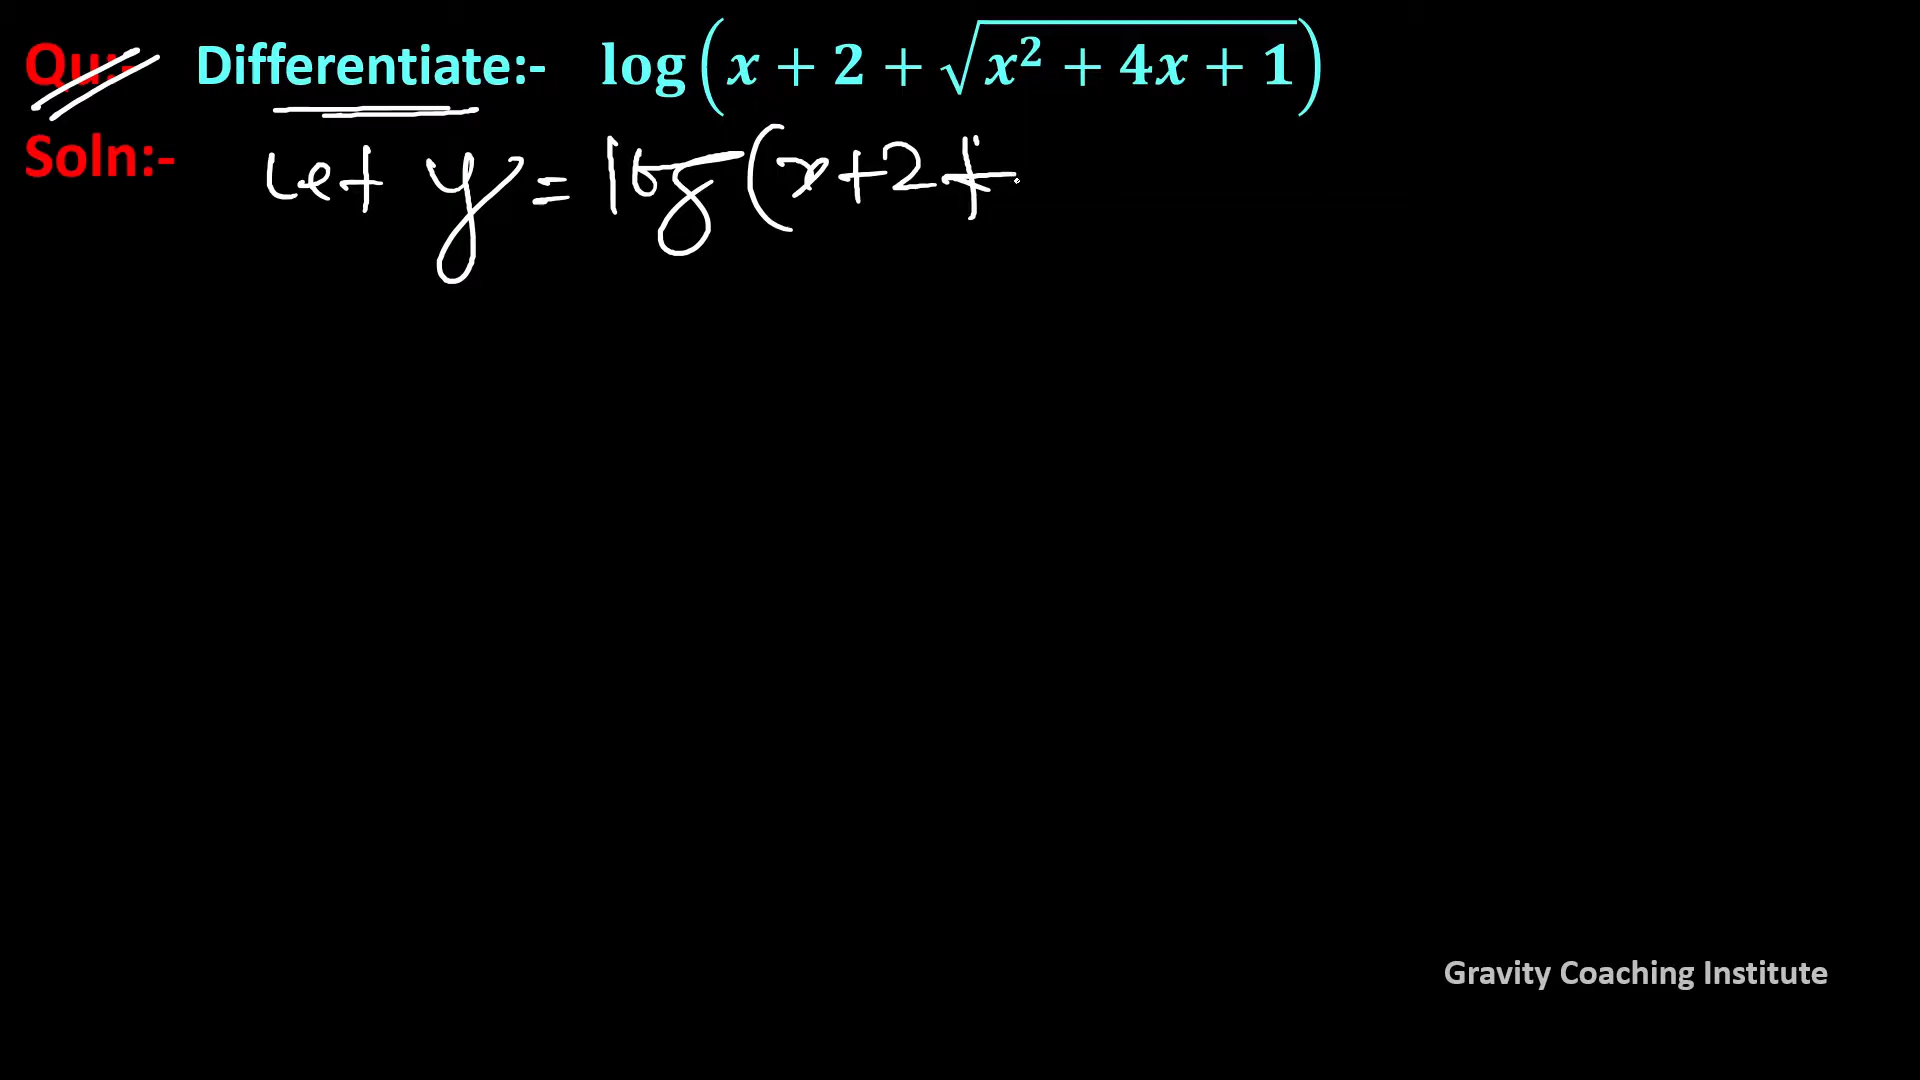 Qu:- Differentiate:- log(x + 2 + √(x² + 4x + 1))
Soln:- Let y = log(x+2+
Gravity Coaching Institute